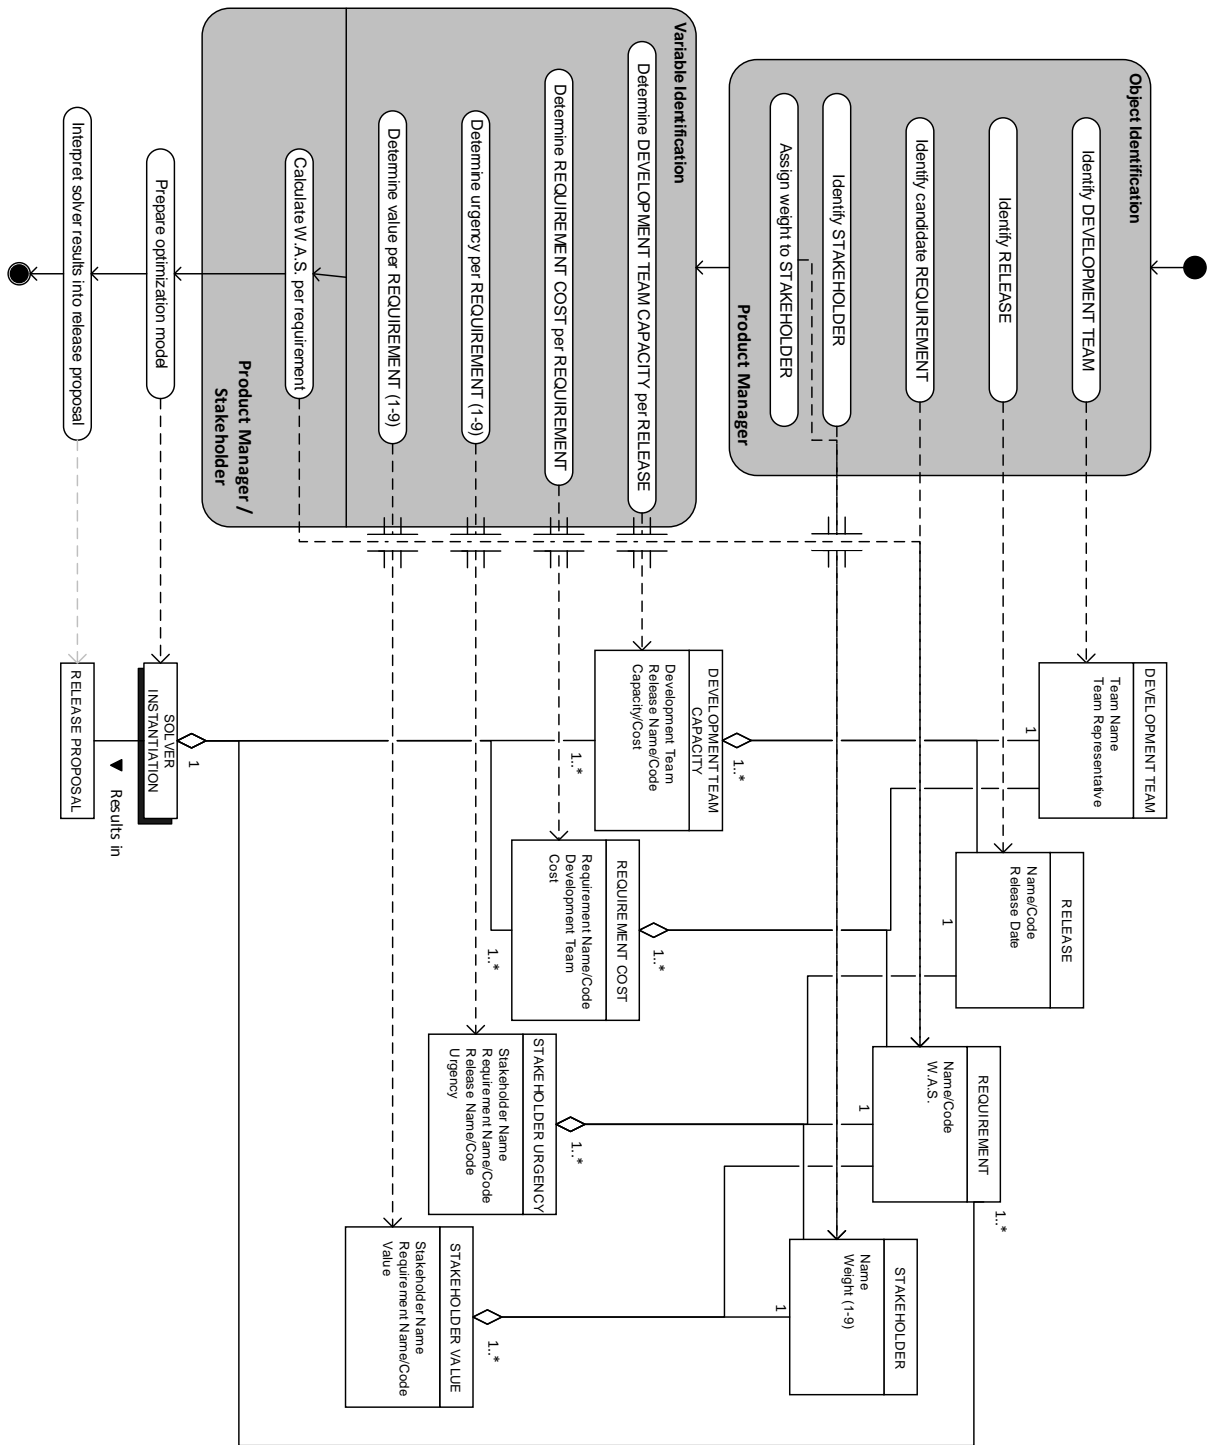 Object Identification
Identify DEVELOPMENT TEAM
Identify RELEASE
Identify candidate REQUIREMENT
Identify STAKEHOLDER
Assign weight to STAKEHOLDER
Product Manager
Variable Identification
Determine DEVELOPMENT TEAM CAPACITY per RELEASE
Determine REQUIREMENT COST per REQUIREMENT
Determine urgency per REQUIREMENT (1-9)
Determine value per REQUIREMENT (1-9)
Calculate W.A.S. per requirement
Product Manager /
Stakeholder
Prepare optimization model
Interpret solver results into release proposal
DEVELOPMENT TEAM
Team Name
Team Representative
1
RELEASE
Name/Code
Release Date
1
REQUIREMENT
Name/Code
W.A.S.
1
1..*
STAKEHOLDER
Name
Weight (1-9)
1
1..*
DEVELOPMENT TEAM
CAPACITY
Development Team
Release Name/Code
Capacity/Cost
1..*
1..*
REQUIREMENT COST
Requirement Name/Code
Development Team
Cost
1..*
1..*
STAKEHOLDER URGENCY
Stakeholder Name
Requirement Name/Code
Release Name/Code
Urgency
1..*
STAKEHOLDER VALUE
Stakeholder Name
Requirement Name/Code
Value
1
SOLVER
INSTANTIATION
Results in
RELEASE PROPOSAL